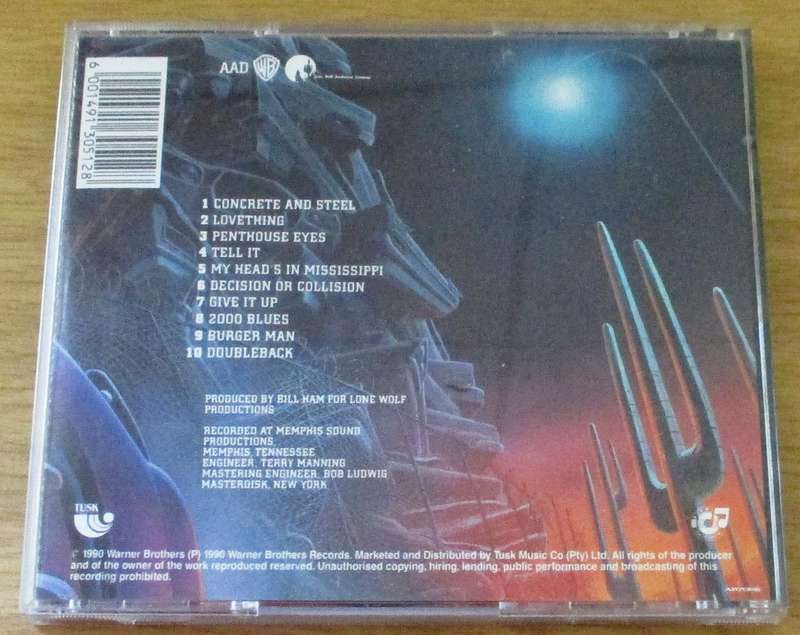 6 001491 305128
AAD WB
1 CONCRETE AND STEEL
2 LOVETHING
3 PENTHOUSE EYES
4 TELL IT
5 MY HEAD'S IN MISSISSIPPI
6 DECISION OR COLLISION
7 GIVE IT UP
8 2000 BLUES
9 BURGER MAN
10 DOUBLEBACK
PRODUCED BY BILL HAM FOR LONE WOLF
PRODUCTIONS
RECORDED AT MEMPHIS SOUND
PRODUCTIONS,
MEMPHIS, TENNESSEE
ENGINEER, TERRY MANNING
MASTERING ENGINEER, BOB LUDWIG
MASTERDISK, NEW YORK
TUSK
© 1990 Warner Brothers (P) 1990 Warner Brothers Records. Marketed and Distributed by Tusk Music Co (Pty) Ltd. All rights of the producer
and of the owner of the work reproduced reserved. Unauthorised copying, hiring, lending, public performance and broadcasting of this
recording prohibited.